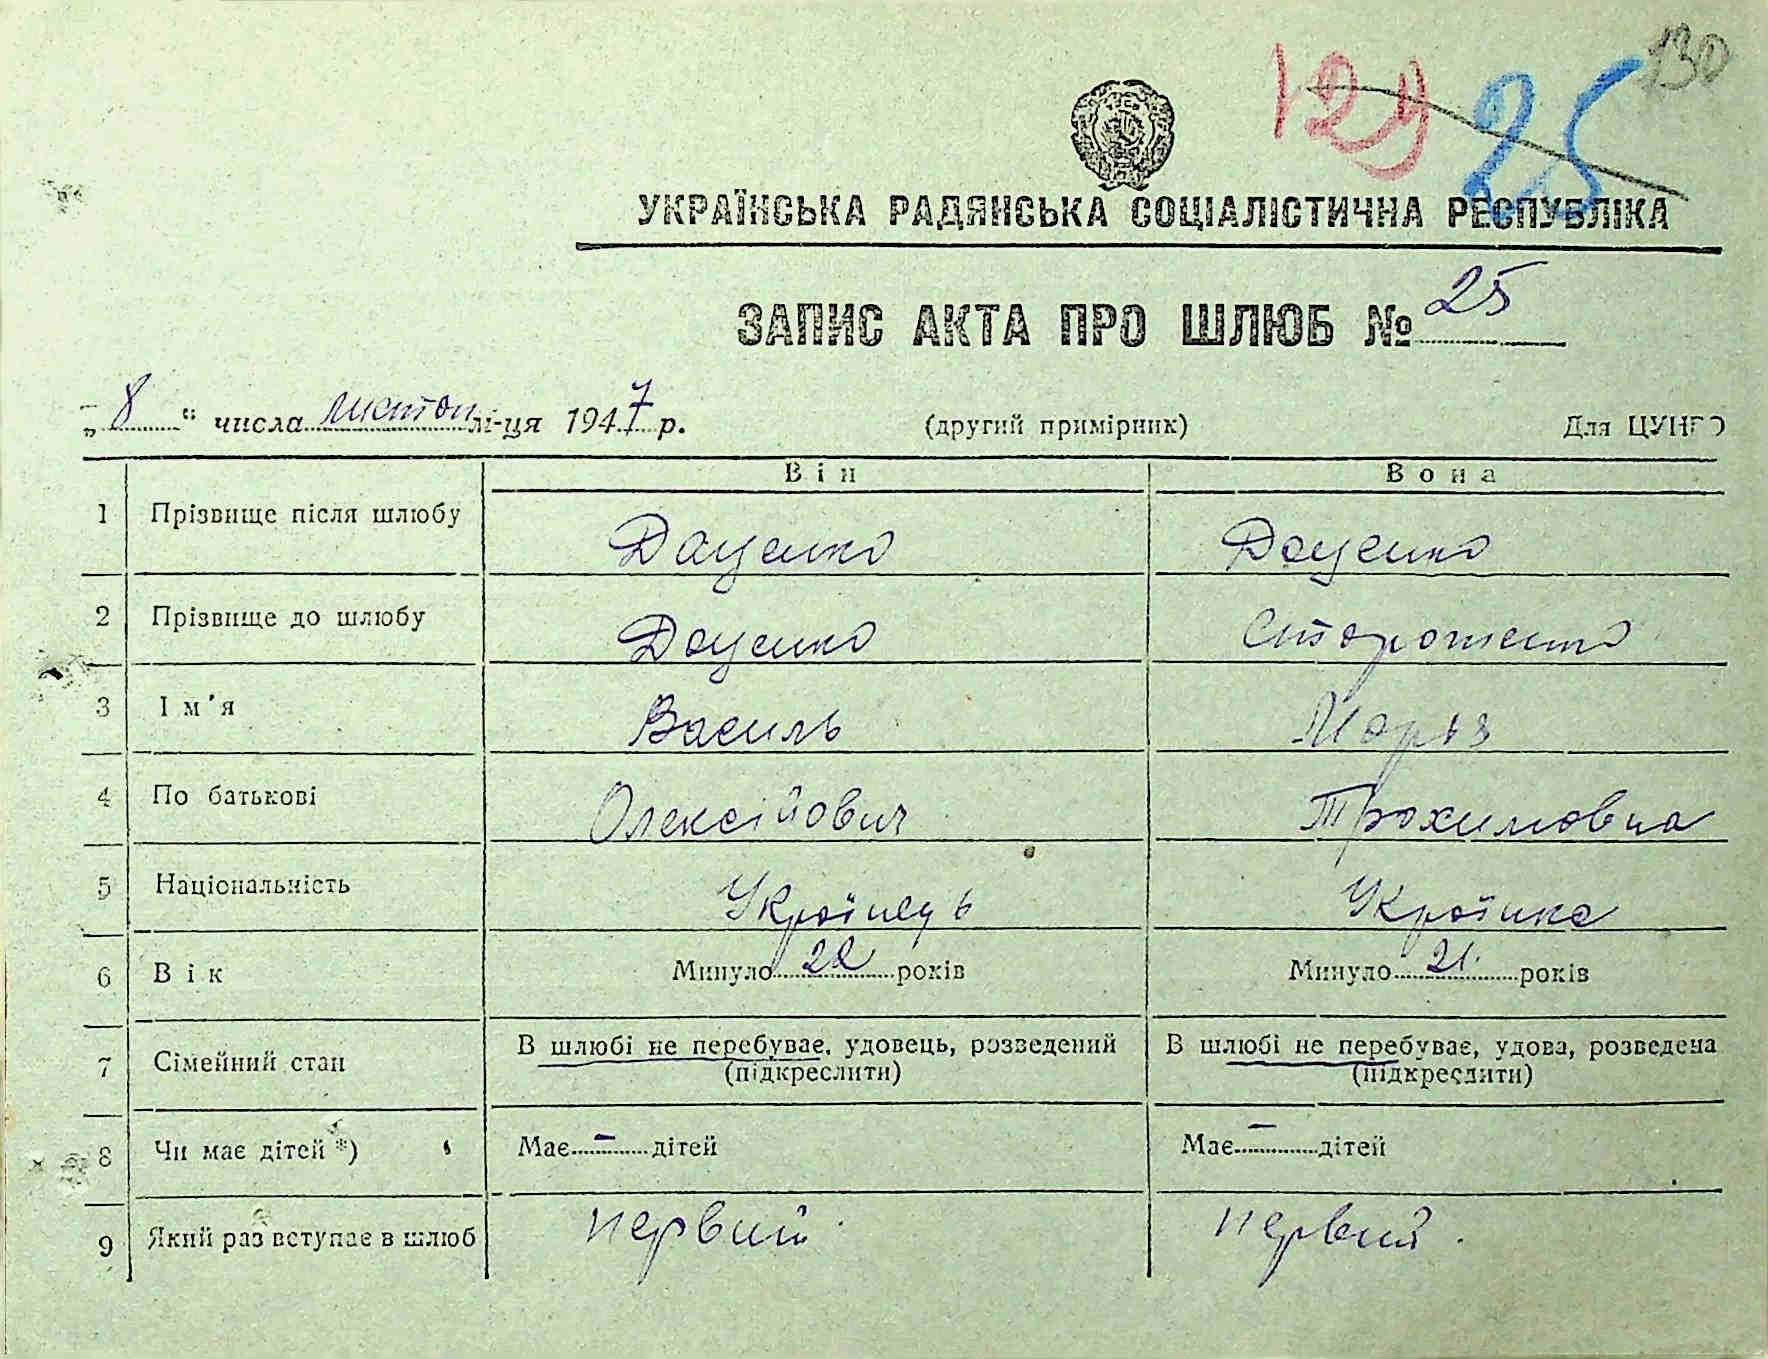 130
129 25
УКРАЇНСЬКА РАДЯНСЬКА СОЦІАЛІСТИЧНА РЕСПУБЛІКА
ЗАПИС АКТА ПРО ШЛЮБ № 25
„8“ числа листоп м-ця 1947 р. (другий примірник) Для ЦУНГО
Він Вона
1 Прізвище після шлюбу Даценко Даценко
2 Прізвище до шлюбу Даценко Стороженко
3 Ім'я Василь Марья
4 По батькові Олексійович Трохимовна
5 Національність Українець Українка
6 Вік Минуло 22 років Минуло 21 років
7 Сімейний стан В шлюбі не перебуває, удовець, розведений В шлюбі не перебуває, удова, розведена
(підкреслити) (підкреслити)
8 Чи має дітей *) Має — дітей Має — дітей
9 Який раз вступає в шлюб первий первий.